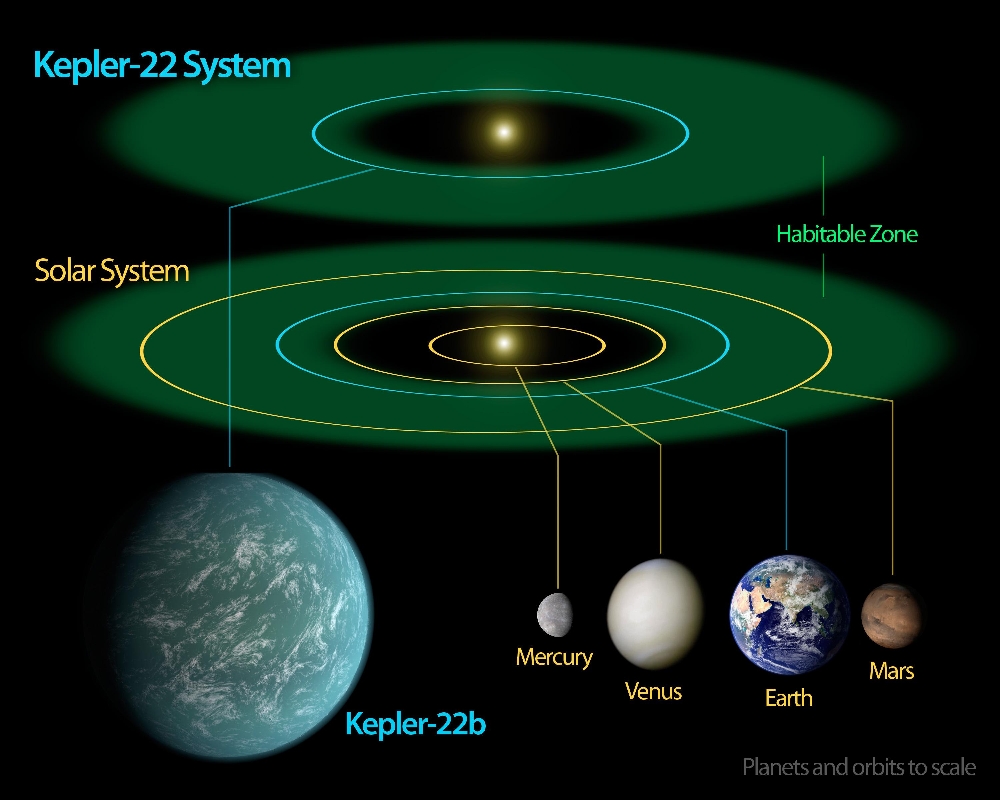 Kepler-22 System
Habitable Zone
Solar System
Mercury
Venus
Earth
Mars
Kepler-22b
Planets and orbits to scale